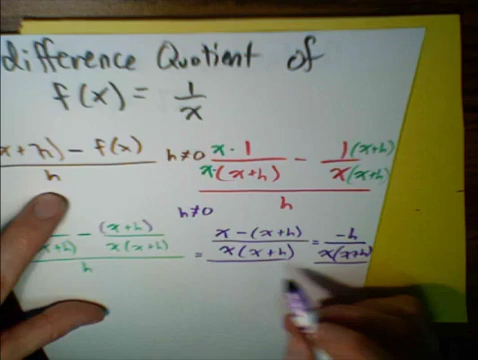 difference Quotient of
f(x) = 1/x
x+h) - f(x) / h h≠0 (x·1 / x·(x+h) - 1(x+h) / x(x+h)) / h
h≠0
x+h) - (x+h) / x(x+h) / h = x-(x+h) / x(x+h) = -h / x(x+h)